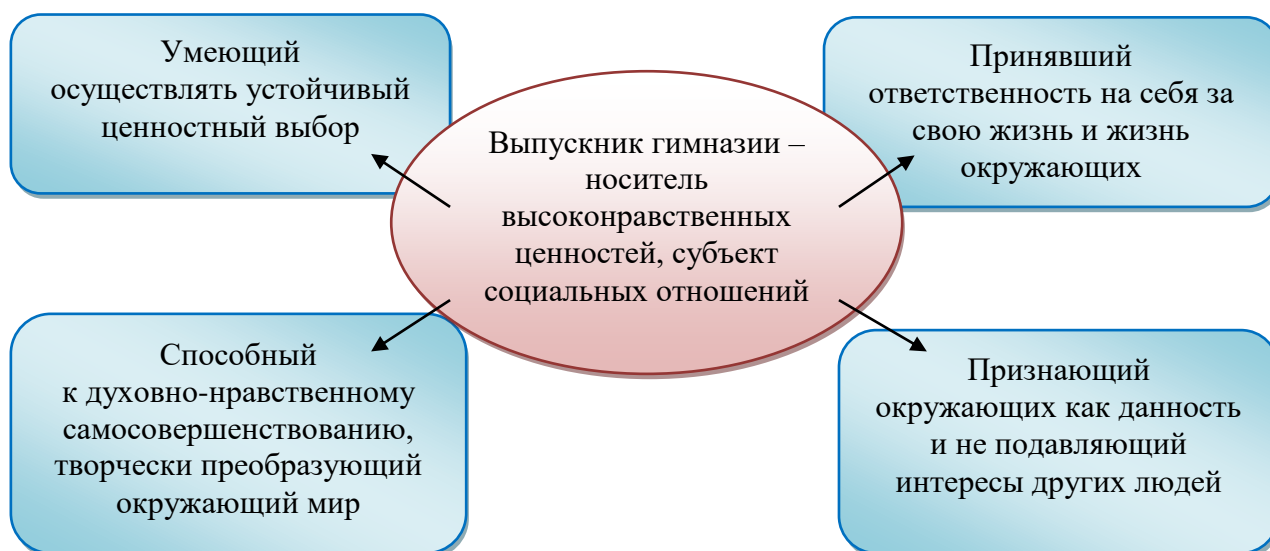 Умеющий
осуществлять устойчивый
ценностный выбор
Принявший
ответственность на себя за
свою жизнь и жизнь
окружающих
Выпускник гимназии –
носитель
высоконравственных
ценностей, субъект
социальных отношений
Способный
к духовно-нравственному
самосовершенствованию,
творчески преобразующий
окружающий мир
Признающий
окружающих как данность
и не подавляющий
интересы других людей